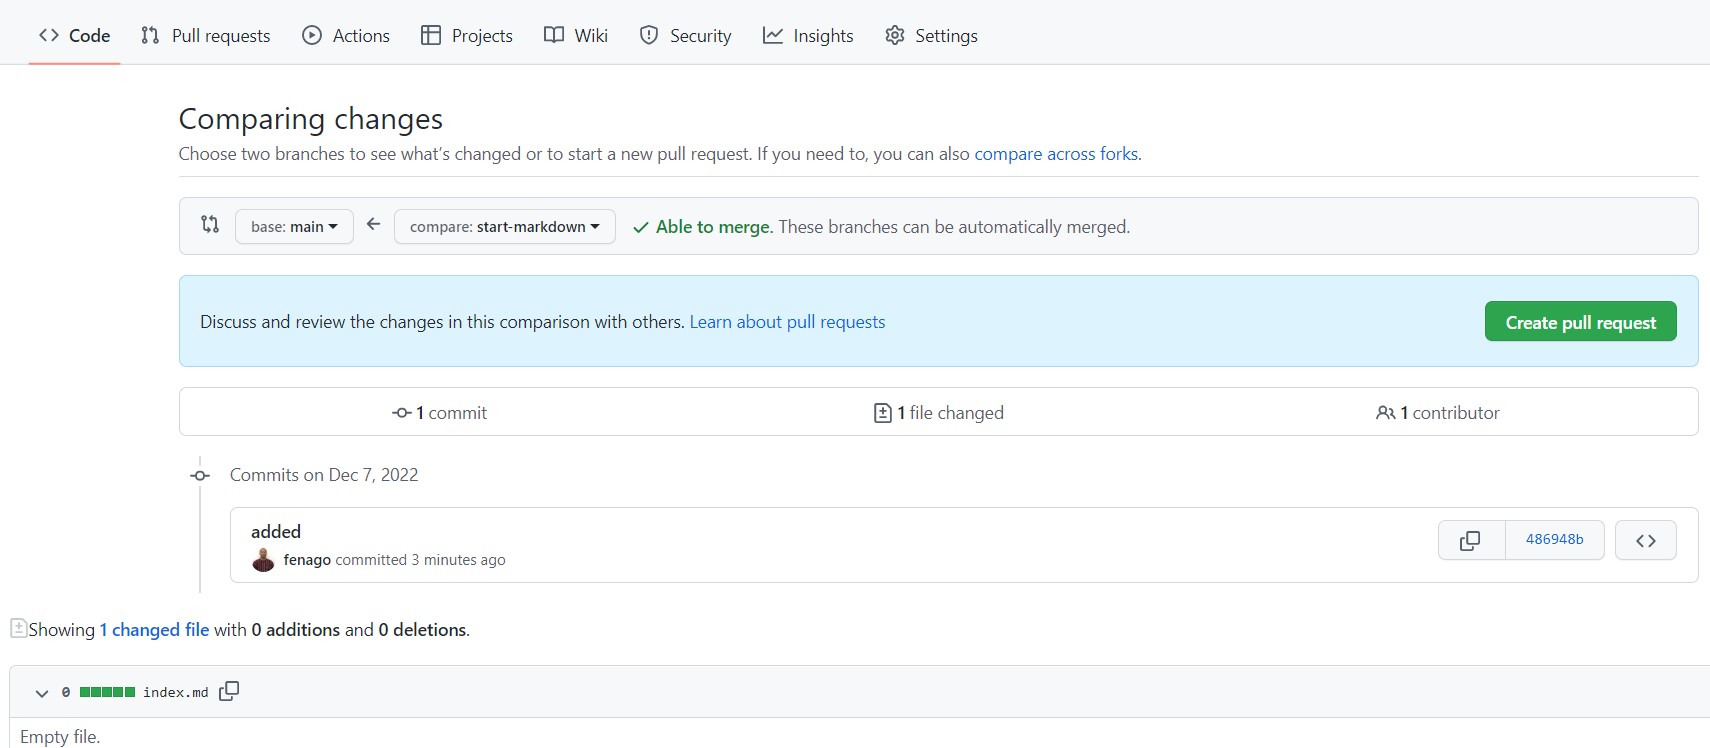 Code Pull requests Actions Projects Wiki Security Insights Settings
Comparing changes
Choose two branches to see what's changed or to start a new pull request. If you need to, you can also compare across forks.
base: main compare: start-markdown Able to merge. These branches can be automatically merged.
Discuss and review the changes in this comparison with others. Learn about pull requests Create pull request
1 commit 1 file changed 1 contributor
Commits on Dec 7, 2022
added
486948b
fenago committed 3 minutes ago
Showing 1 changed file with 0 additions and 0 deletions.
0 index.md
Empty file.